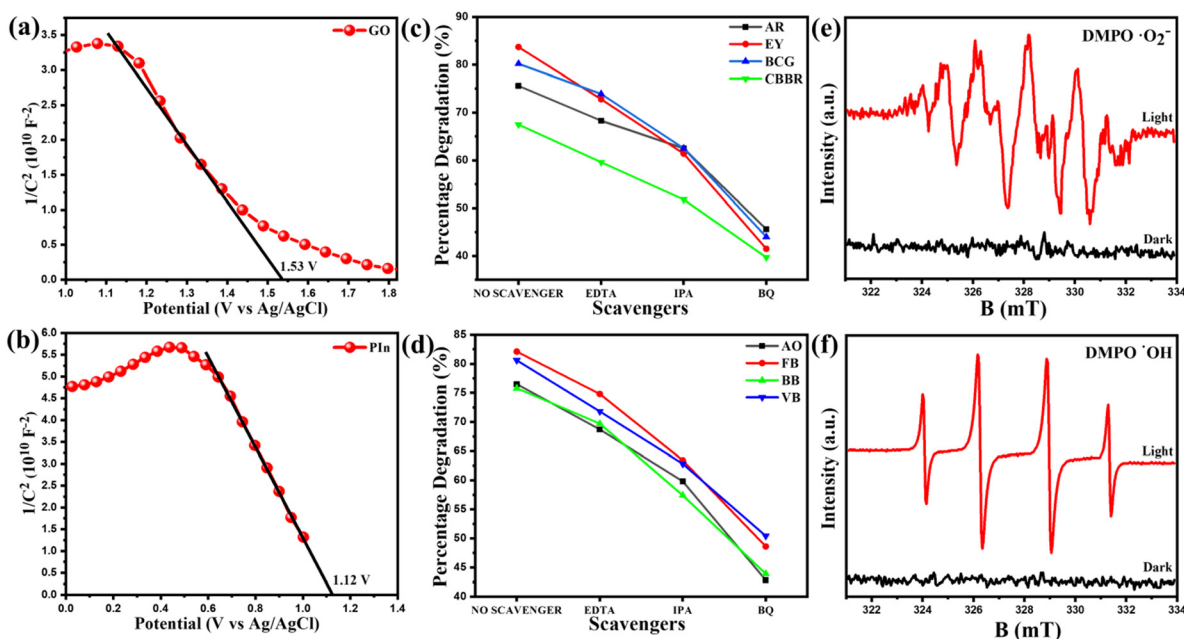 (a)
GO
3.5
3.0
2.5
2.0
1.5
1.0
0.5
0.0
1/C² (10¹⁰ F⁻²)
1.53 V
1.0 1.1 1.2 1.3 1.4 1.5 1.6 1.7 1.8
Potential (V vs Ag/AgCl)
(b)
PIn
6.0
5.5
5.0
4.5
4.0
3.5
3.0
2.5
2.0
1.5
1.0
0.5
0.0
1/C² (10¹⁰ F⁻²)
1.12 V
0.0 0.2 0.4 0.6 0.8 1.0 1.2 1.4
Potential (V vs Ag/AgCl)
(c)
AR
EY
BCG
CBBR
90
80
70
60
50
40
Percentage Degradation (%)
NO SCAVENGER EDTA IPA BQ
Scavengers
(d)
AO
FB
BB
VB
85
80
75
70
65
60
55
50
45
40
Percentage Degradation (%)
NO SCAVENGER EDTA IPA BQ
Scavengers
(e)
DMPO ·O₂⁻
Light
Dark
Intensity (a.u.)
322 324 326 328 330 332 334
B (mT)
(f)
DMPO ˙OH
Light
Dark
Intensity (a.u.)
322 324 326 328 330 332 334
B (mT)